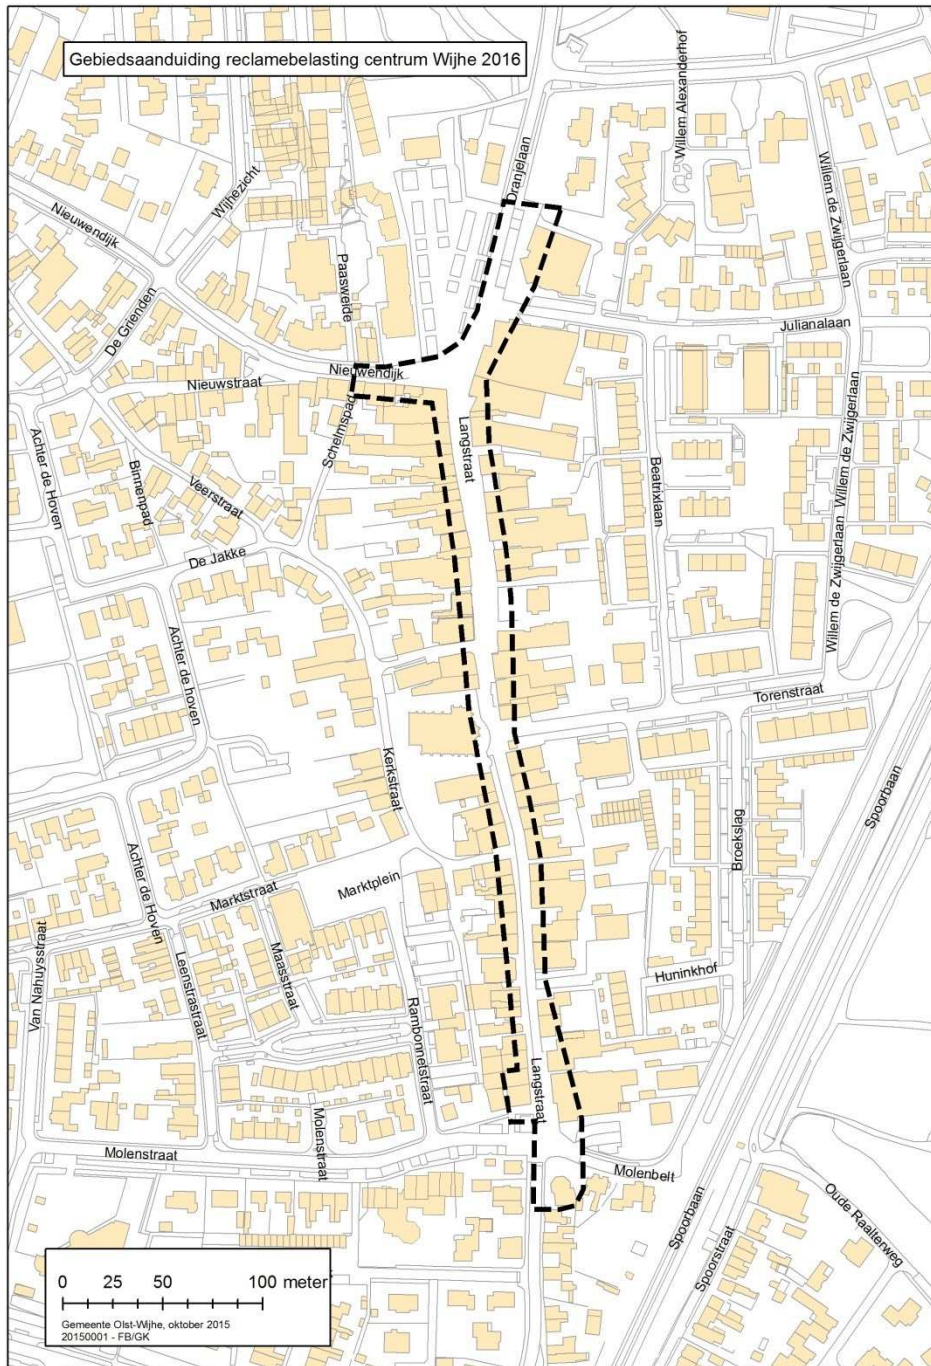 Gebiedsaanduiding reclamebelasting centrum Wijhe 2016
Willem Alexanderhof
Oranjelaan
Willem de Zwijgerlaan
Wijhezicht
Nieuwendijk
Paasweide
De Grienden
Julianalaan
Nieuwendijk
Nieuwstraat
Schelmspad
Langstraat
Achter de Hoven
Binnenpad
Veerstraat
Beatrixlaan
Willem de Zwijgerlaan
Willem de Zwijgerlaan
De Jakke
Achter de hoven
Torenstraat
Kerkstraat
Spoorbaan
Broekslag
Marktplein
Marktstraat
Achter de Hoven
Van Nahuysstraat
Leenstrastraat
Maasstraat
Huninkhof
Rambonnetstraat
Langstraat
Molenstraat
Molenstraat
Molenbelt
Spoorbaan
Spoorstraat
Oude Raalterweg
0 25 50 100 meter
Gemeente Olst-Wijhe, oktober 2015
20150001 - FB/GK